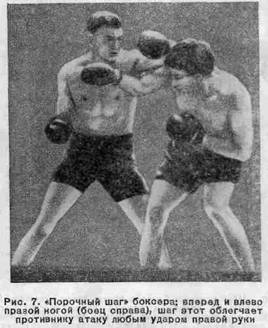 Рис. 7. «Порочный шаг» боксера: вперед и влево
правой ногой (боец справа), шаг этот облегчает
противнику атаку любым ударом правой руки